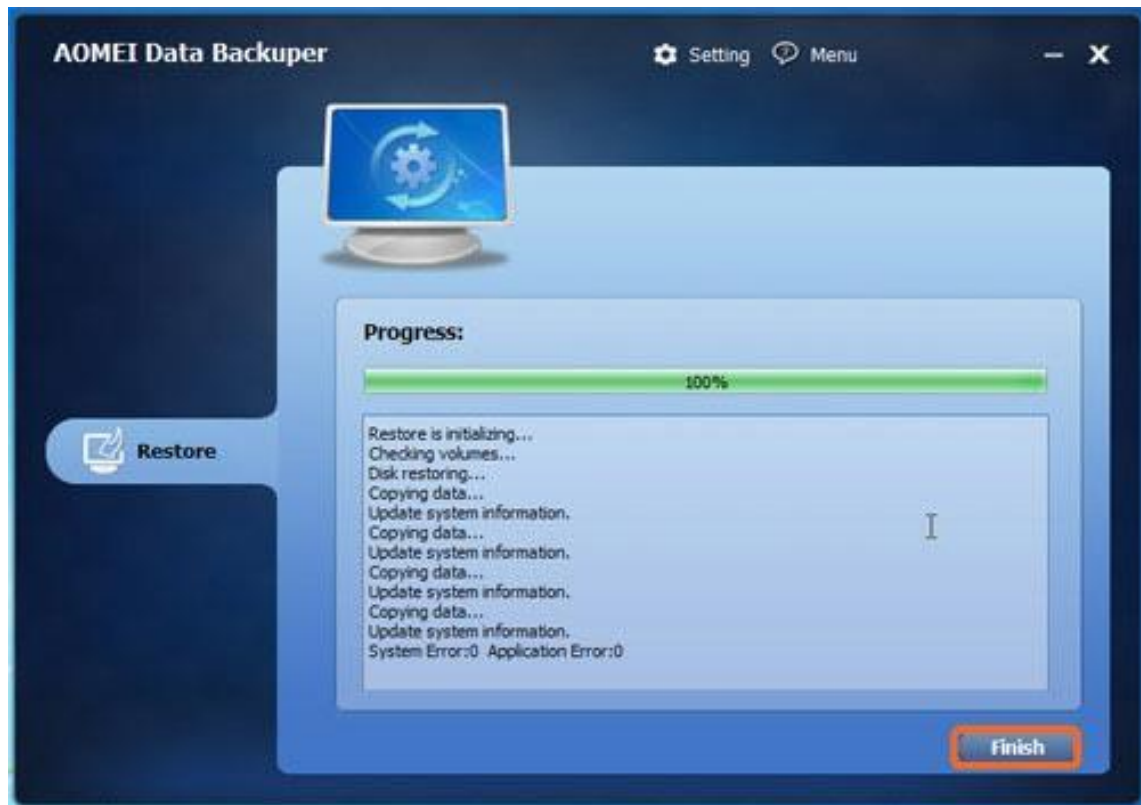 AOMEI Data Backuper
Setting
Menu
Progress:
100%
Restore
Restore is initializing...
Checking volumes...
Disk restoring...
Copying data...
Update system information.
Copying data...
Update system information.
Copying data...
Update system information.
Copying data...
Update system information.
System Error:0 Application Error:0
Finish